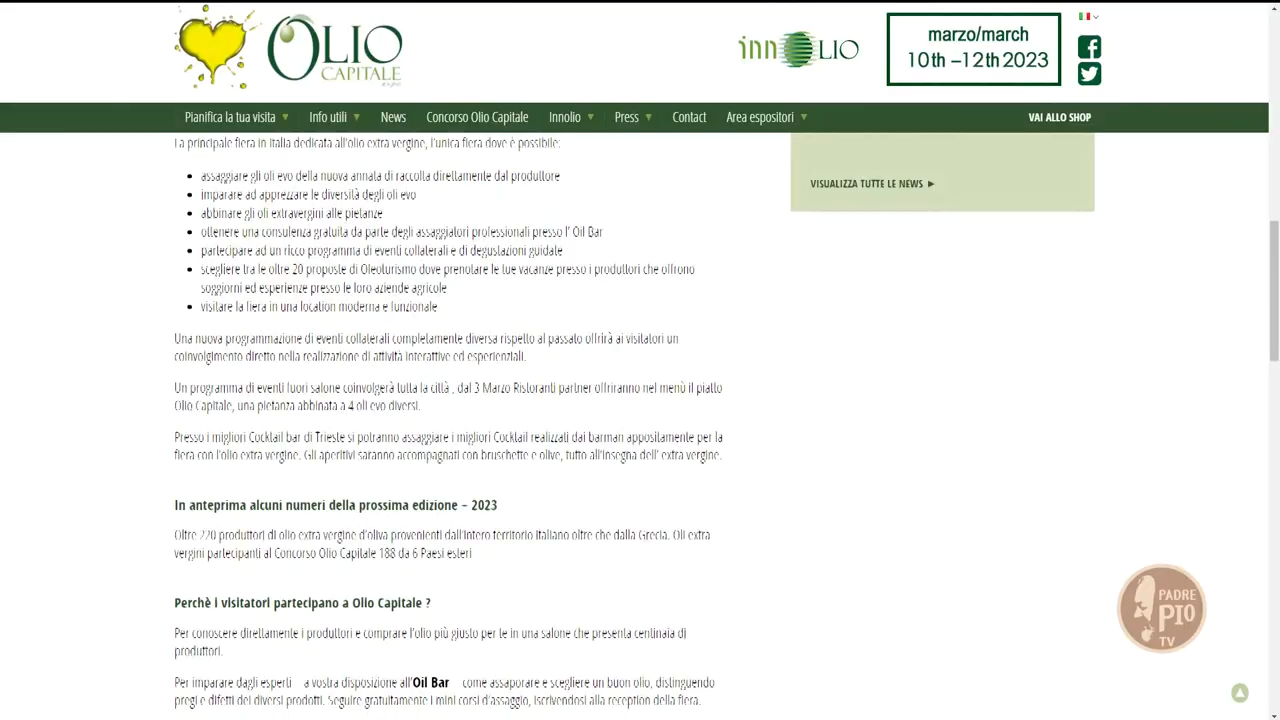 OLIO
CAPITALE
innOLIO
marzo/march
10th –12th 2023
Pianifica la tua visita
Info utili
News
Concorso Olio Capitale
Innolio
Press
Contact
Area espositori
VAI ALLO SHOP
La principale fiera in Italia dedicata all'olio extra vergine, l'unica fiera dove è possibile:
assaggiare gli oli evo della nuova annata di raccolta direttamente dal produttore
imparare ad apprezzare le diversità degli oli evo
abbinare gli oli extravergini alle pietanze
ottenere una consulenza gratuita da parte degli assaggiatori professionali presso l' Oil Bar
partecipare ad un ricco programma di eventi collaterali e di degustazioni guidate
scegliere tra le oltre 20 proposte di Oleoturismo dove prenotare le tue vacanze presso i produttori che offrono
soggiorni ed esperienze presso le loro aziende agricole
visitare la fiera in una location moderna e funzionale
Una nuova programmazione di eventi collaterali completamente diversa rispetto al passato offrirà ai visitatori un
coinvolgimento diretto nella realizzazione di attività interattive ed esperienziali.
Un programma di eventi fuori salone coinvolgerà tutta la città , dal 3 Marzo Ristoranti partner offriranno nel menù il piatto
Olio Capitale, una pietanza abbinata a 4 oli evo diversi.
Presso i migliori Cocktail bar di Trieste si potranno assaggiare i migliori Cocktail realizzati dai barman appositamente per la
fiera con l'olio extra vergine. Gli aperitivi saranno accompagnati con bruschette e olive, tutto all'insegna dell' extra vergine.
In anteprima alcuni numeri della prossima edizione – 2023
Oltre 220 produttori di olio extra vergine d'oliva provenienti dall'intero territorio Italiano oltre che dalla Grecia. Oli extra
vergini partecipanti al Concorso Olio Capitale 188 da 6 Paesi esteri
Perchè i visitatori partecipano a Olio Capitale ?
Per conoscere direttamente i produttori e comprare l'olio più giusto per te in una salone che presenta centinaia di
produttori.
Per imparare dagli esperti a vostra disposizione all'Oil Bar come assaporare e scegliere un buon olio, distinguendo
pregi e difetti dei diversi prodotti. Seguire gratuitamente i mini corsi d'assaggio, iscrivendosi alla reception della fiera.
VISUALIZZA TUTTE LE NEWS ►
PADRE
PIO
TV